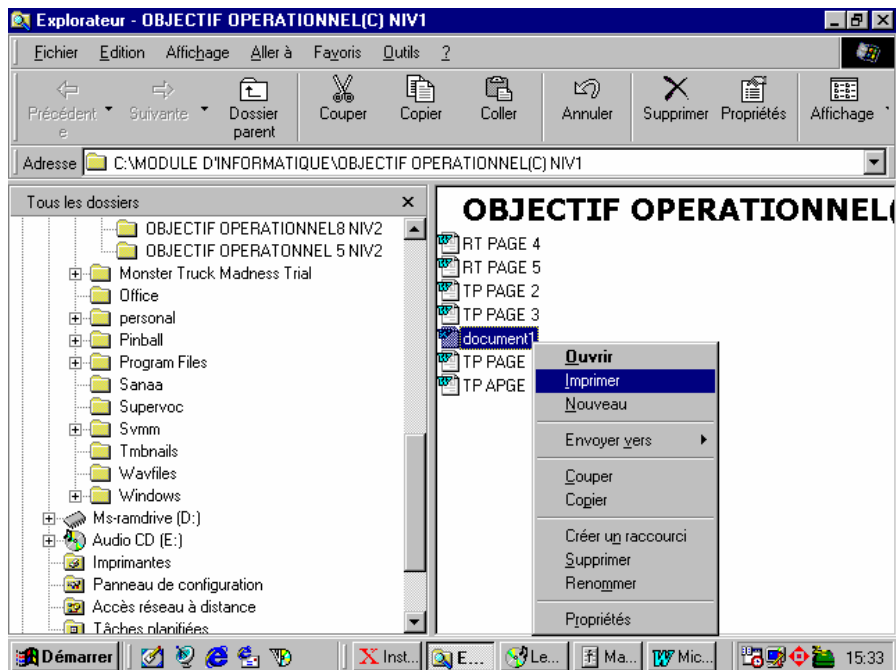 Explorateur - OBJECTIF OPERATIONNEL(C) NIV1
Fichier Edition Affichage Aller à Favoris Outils ?
Précédente Suivante Dossier parent Couper Copier Coller Annuler Supprimer Propriétés Affichage
Adresse C:\MODULE D'INFORMATIQUE\OBJECTIF OPERATIONNEL(C) NIV1
Tous les dossiers
OBJECTIF OPERATIONNEL8 NIV2
OBJECTIF OPERATONNEL 5 NIV2
Monster Truck Madness Trial
Office
personal
Pinball
Program Files
Sanaa
Supervoc
Svmm
Tmbnails
Wavfiles
Windows
Ms-ramdrive (D:)
Audio CD (E:)
Imprimantes
Panneau de configuration
Accès réseau à distance
Tâches planifiées
OBJECTIF OPERATIONNEL(
RT PAGE 4
RT PAGE 5
TP PAGE 2
TP PAGE 3
document1
TP PAGE
TP APGE
Ouvrir
Imprimer
Nouveau
Envoyer vers
Couper
Copier
Créer un raccourci
Supprimer
Renommer
Propriétés
Démarrer X Inst... E... Le... Ma... Mic... 15:33